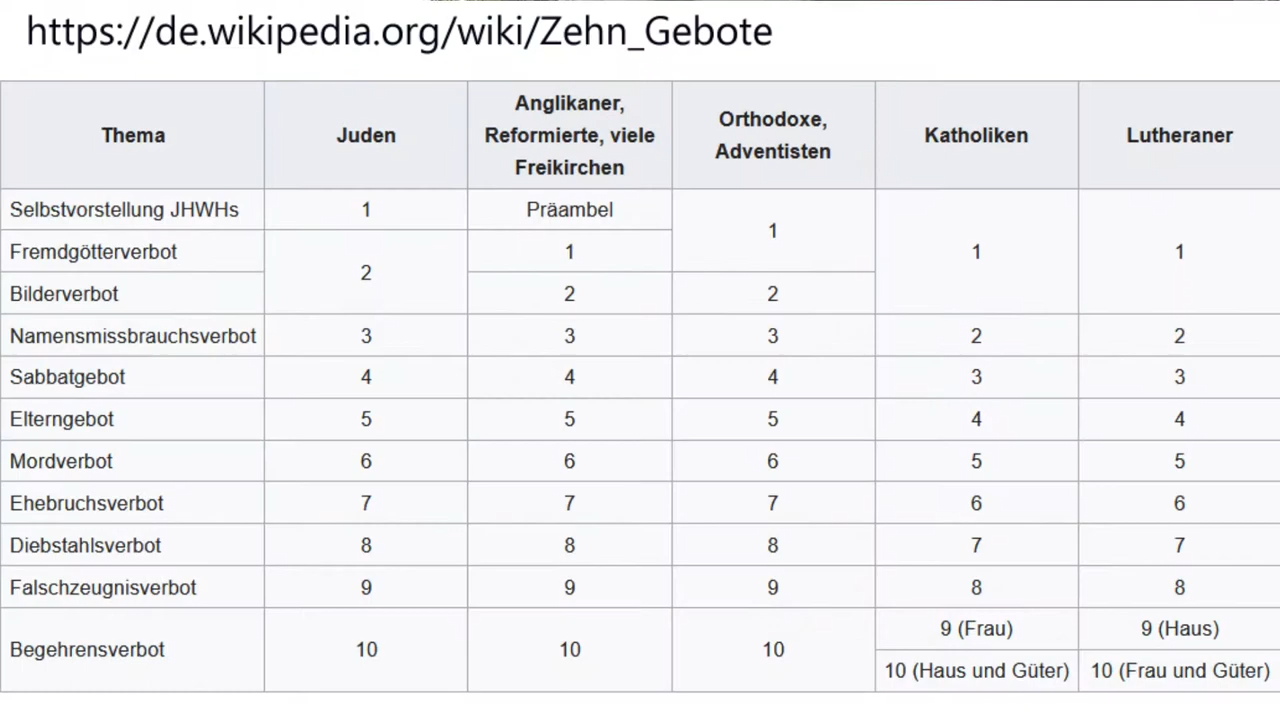 https://de.wikipedia.org/wiki/Zehn_Gebote
Thema Juden Anglikaner, Reformierte, viele Freikirchen Orthodoxe, Adventisten Katholiken Lutheraner
Selbstvorstellung JHWHs 1 Präambel 1 1 1
Fremdgötterverbot 2 1
Bilderverbot 2 2
Namensmissbrauchsverbot 3 3 3 2 2
Sabbatgebot 4 4 4 3 3
Elterngebot 5 5 5 4 4
Mordverbot 6 6 6 5 5
Ehebruchsverbot 7 7 7 6 6
Diebstahlsverbot 8 8 8 7 7
Falschzeugnisverbot 9 9 9 8 8
Begehrensverbot 10 10 10 9 (Frau) 9 (Haus)
10 (Haus und Güter) 10 (Frau und Güter)